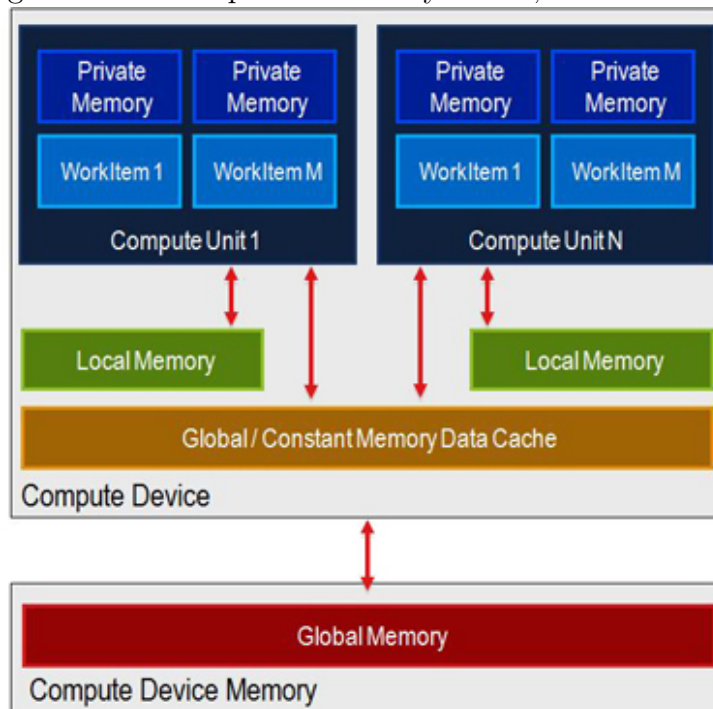 Private Memory
Private Memory
Private Memory
Private Memory
WorkItem 1
WorkItem M
WorkItem 1
WorkItem M
Compute Unit 1
Compute Unit N
Local Memory
Local Memory
Global / Constant Memory Data Cache
Compute Device
Global Memory
Compute Device Memory